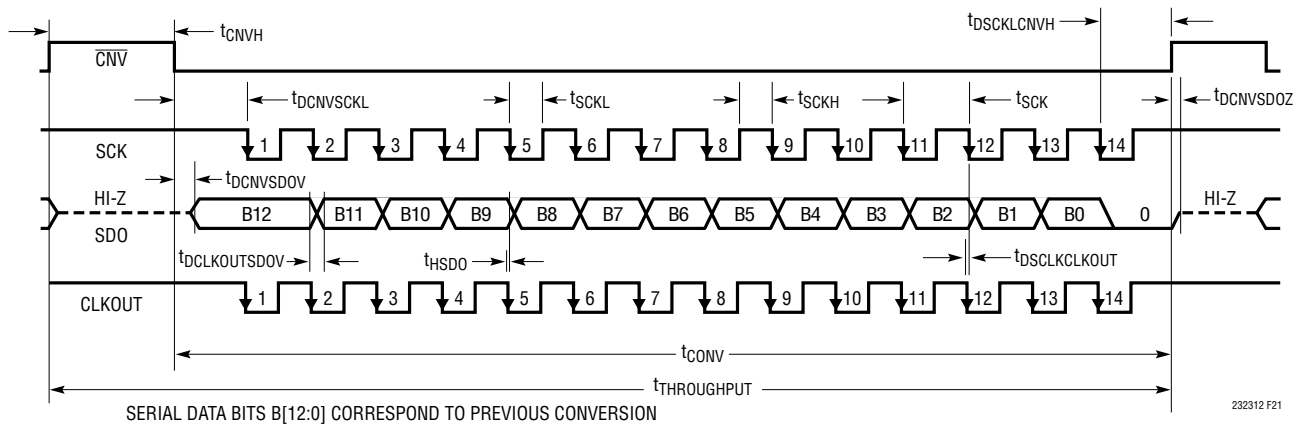 tCNVH
tDSCKLCNVH
CNV
tDCNVSCKL
tSCKL
tSCKH
tSCK
tDCNVSDOZ
SCK
1 2 3 4 5 6 7 8 9 10 11 12 13 14
tDCNVSDOV
HI-Z
SDO
B12 B11 B10 B9 B8 B7 B6 B5 B4 B3 B2 B1 B0 0
HI-Z
tDCLKOUTSDOV
tHSDO
tDSCLKCLKOUT
CLKOUT
1 2 3 4 5 6 7 8 9 10 11 12 13 14
tCONV
tTHROUGHPUT
SERIAL DATA BITS B[12:0] CORRESPOND TO PREVIOUS CONVERSION
232312 F21